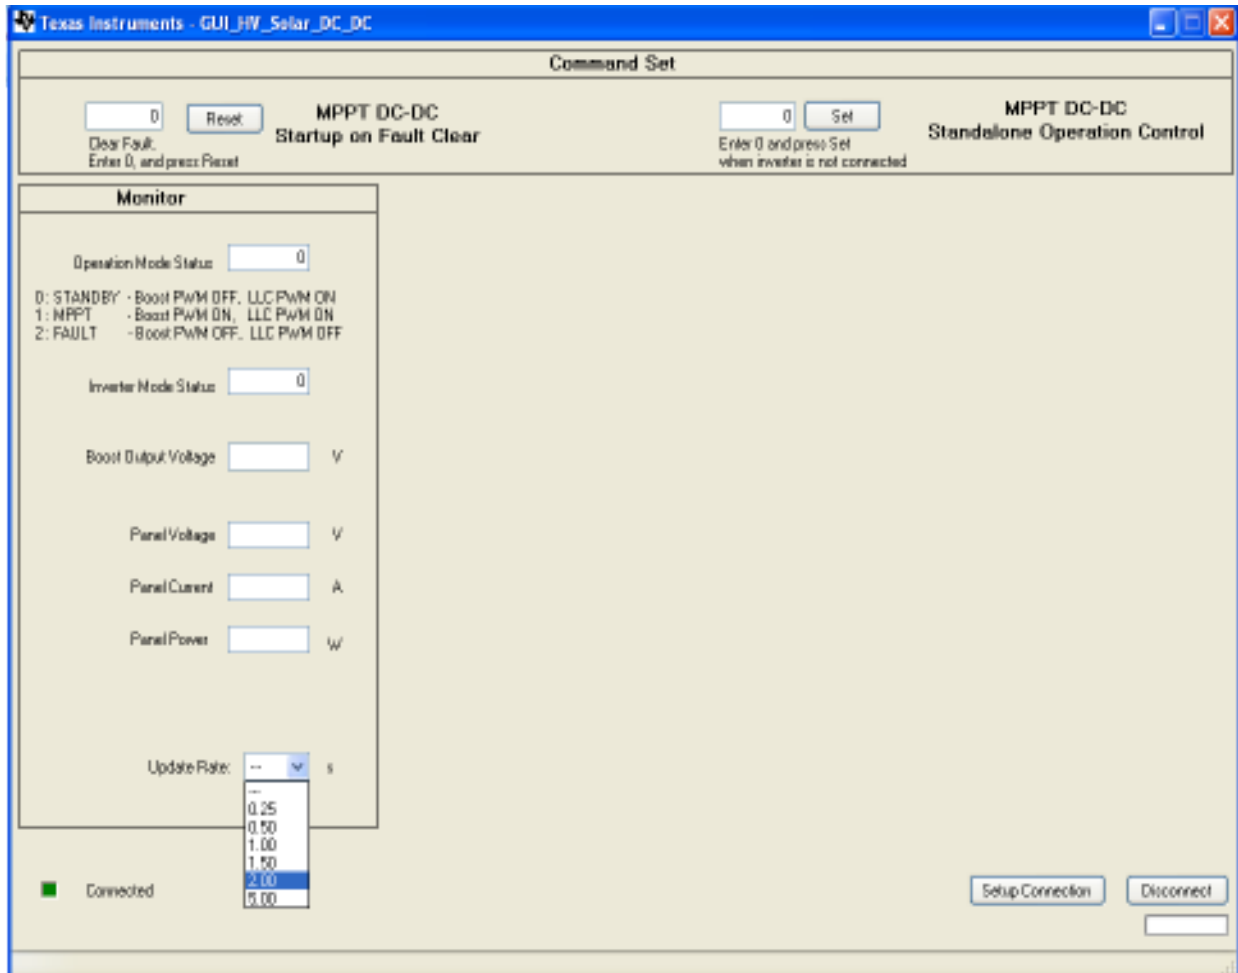 Texas Instruments - GUI_HV_Solar_DC_DC
Command Set
0 Reset
MPPT DC-DC
Startup on Fault Clear
Clear Fault.
Enter 0, and press Reset
0 Set
MPPT DC-DC
Standalone Operation Control
Enter 0 and press Set
when inverter is not connected
Monitor
Operation Mode Status 0
0: STANDBY - Boost PWM OFF, LLC PWM ON
1: MPPT - Boost PWM ON, LLC PWM ON
2: FAULT - Boost PWM OFF, LLC PWM OFF
Inverter Mode Status 0
Boost Output Voltage V
Panel Voltage V
Panel Current A
Panel Power W
Update Rate: -- s
---
0.25
0.50
1.00
1.50
2.00
5.00
Connected
Setup Connection Disconnect